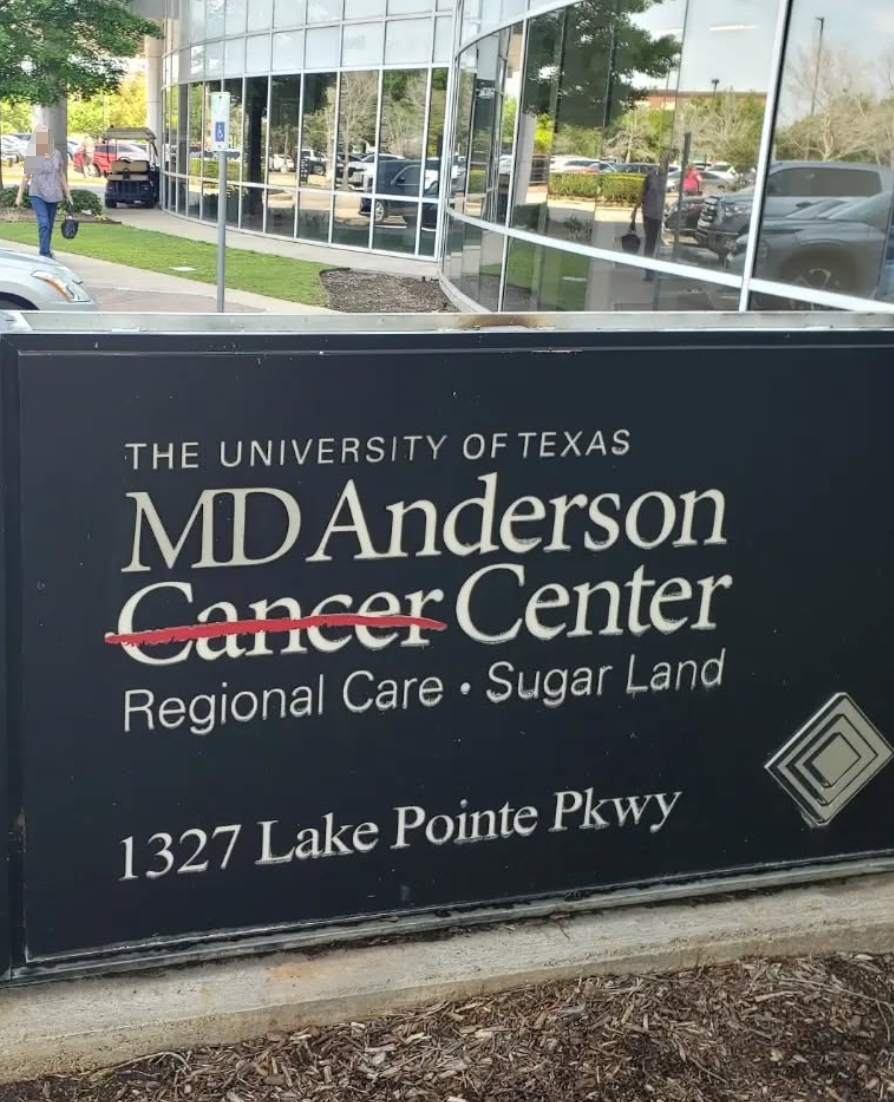 THE UNIVERSITY OF TEXAS
MD Anderson
Cancer Center
Regional Care • Sugar Land
1327 Lake Pointe Pkwy